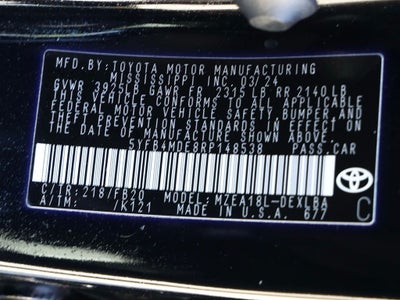 MFD. BY: TOYOTA MOTOR MANUFACTURING
MISSISSIPPI, INC. 03/24
GVWR 3925LB GAWR FR 2315LB RR 2140LB
THIS VEHICLE CONFORMS TO ALL APPLICABLE
FEDERAL MOTOR VEHICLE SAFETY, BUMPER, AND
THEFT PREVENTION STANDARDS IN EFFECT ON
THE DATE OF MANUFACTURE SHOWN ABOVE.
5YFB4MDE8RP148538 PASS.CAR
C/TR: 218/FB20 MODEL: MZEA18L-DEXLBA
A/TM: /K121 MADE IN U.S.A. 677
TOYOTA
C